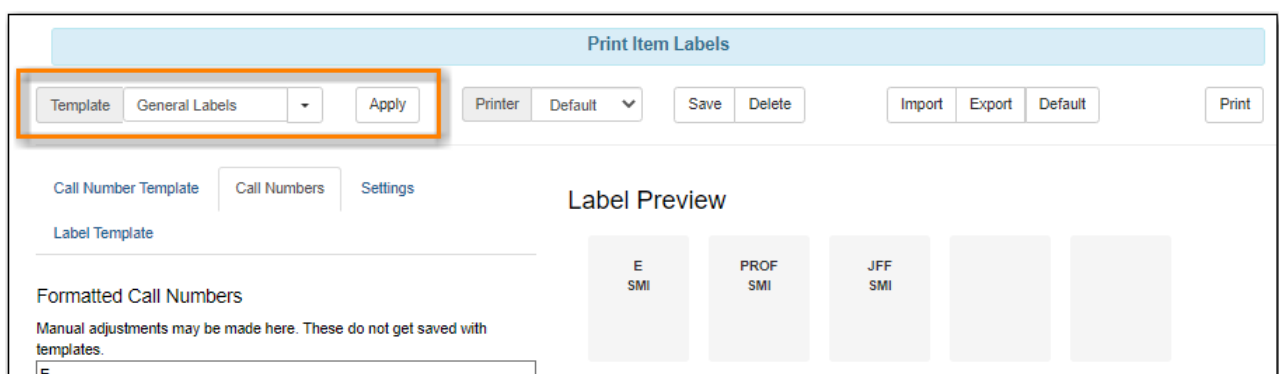 Print Item Labels
Template General Labels Apply Printer Default Save Delete Import Export Default Print
Call Number Template Call Numbers Settings
Label Template
Label Preview
E PROF JFF
SMI SMI SMI
Formatted Call Numbers
Manual adjustments may be made here. These do not get saved with
templates.
E